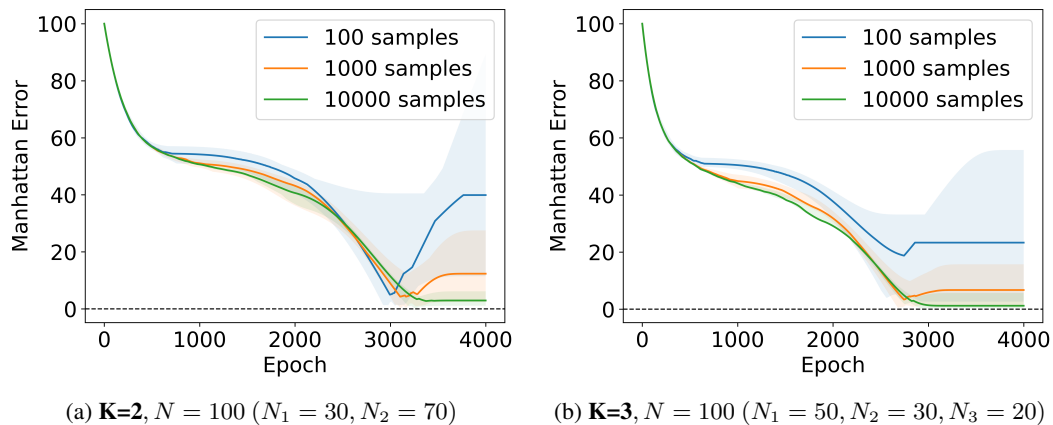 100
80
60
40
20
0
Manhattan Error
100 samples
1000 samples
10000 samples
0 1000 2000 3000 4000
Epoch
(a) K=2, N = 100 (N₁ = 30, N₂ = 70)
100
80
60
40
20
0
Manhattan Error
100 samples
1000 samples
10000 samples
0 1000 2000 3000 4000
Epoch
(b) K=3, N = 100 (N₁ = 50, N₂ = 30, N₃ = 20)